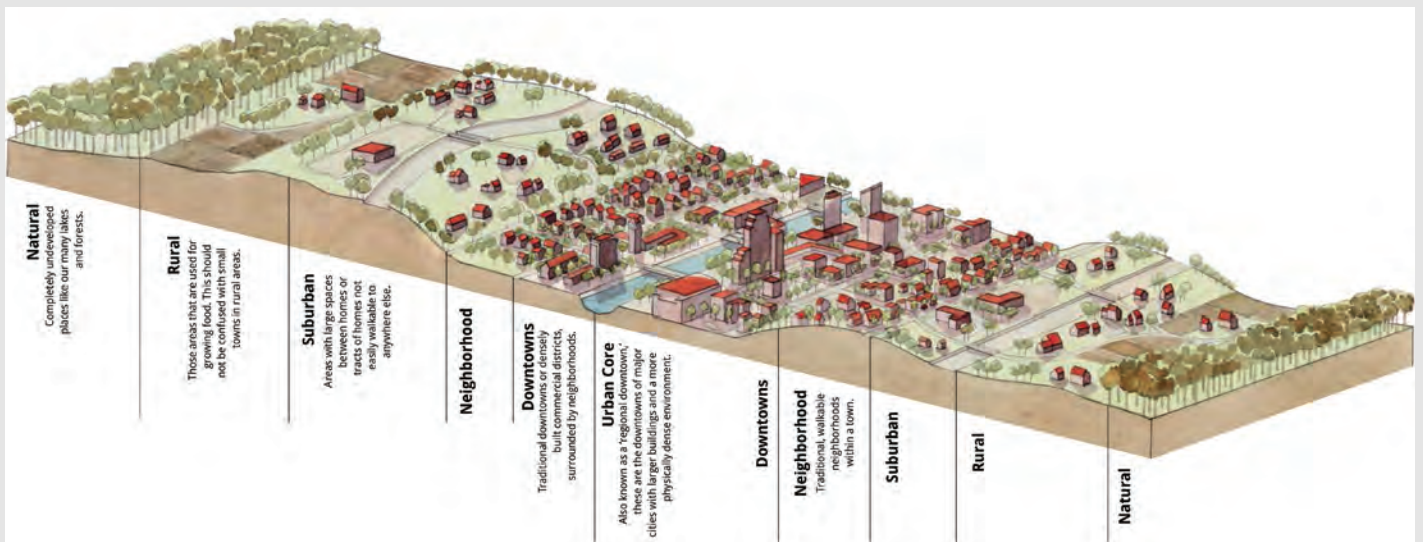 Natural
Completely undeveloped
places like our many lakes
and forests.
Rural
Those areas that are used for
growing food. This should
not be confused with small
towns in rural areas.
Suburban
Areas with large spaces
between homes or
tracts of homes not
easily walkable to
anywhere else.
Neighborhood
Downtowns
Traditional downtowns or densely
built commercial districts,
surrounded by neighborhoods.
Urban Core
Also known as a ‘regional downtown,’
these are the downtowns of major
cities with larger buildings and a more
physically dense environment.
Downtowns
Neighborhood
Traditional, walkable
neighborhoods
within a town.
Suburban
Rural
Natural